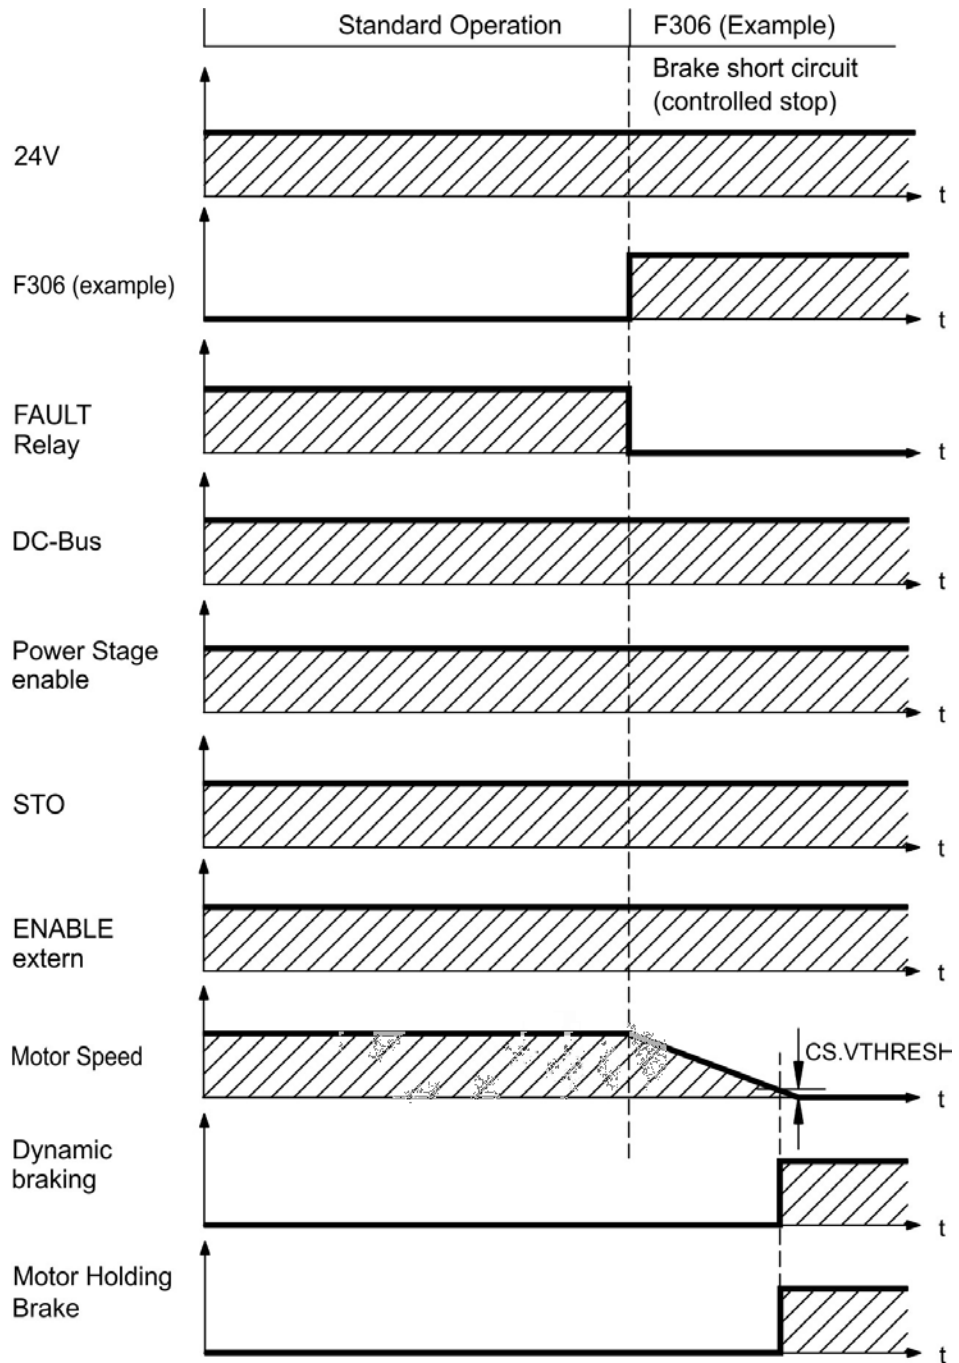 Standard Operation
F306 (Example)
Brake short circuit
(controlled stop)
24V
t
F306 (example)
t
FAULT
Relay
t
DC-Bus
t
Power Stage
enable
t
STO
t
ENABLE
extern
t
Motor Speed
CS.VTHRESH
t
Dynamic
braking
t
Motor Holding
Brake
t